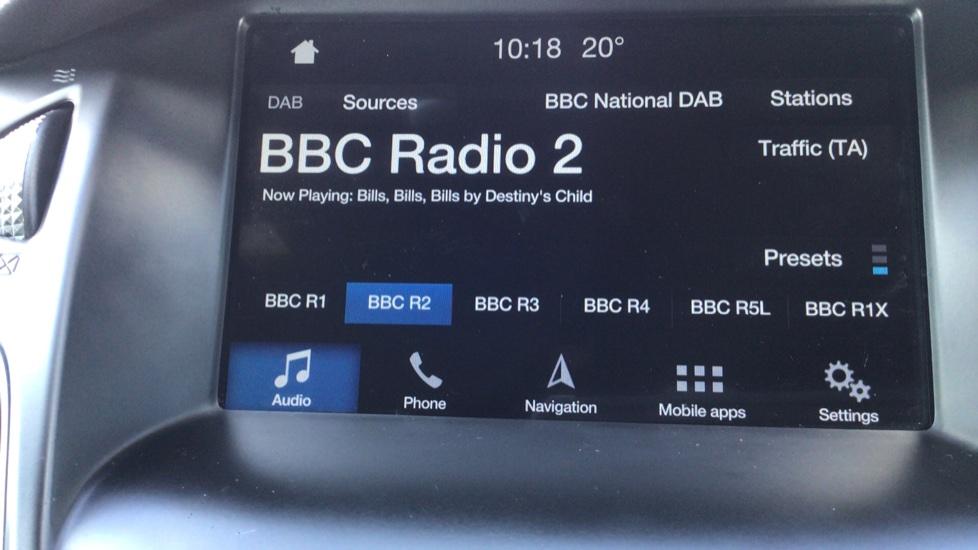 10:18 20°
DAB Sources BBC National DAB Stations
BBC Radio 2
Traffic (TA)
Now Playing: Bills, Bills, Bills by Destiny's Child
Presets
BBC R1 BBC R2 BBC R3 BBC R4 BBC R5L BBC R1X
Audio Phone Navigation Mobile apps Settings